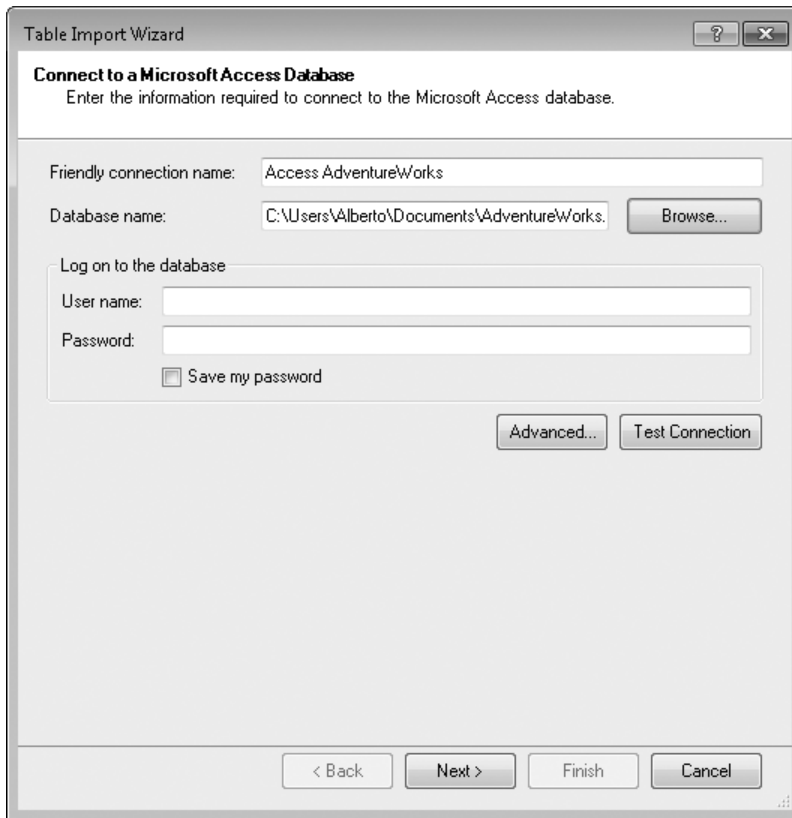 Table Import Wizard
Connect to a Microsoft Access Database
Enter the information required to connect to the Microsoft Access database.
Friendly connection name: Access AdventureWorks
Database name: C:\Users\Alberto\Documents\AdventureWorks. Browse...
Log on to the database
User name:
Password:
Save my password
Advanced... Test Connection
< Back Next > Finish Cancel